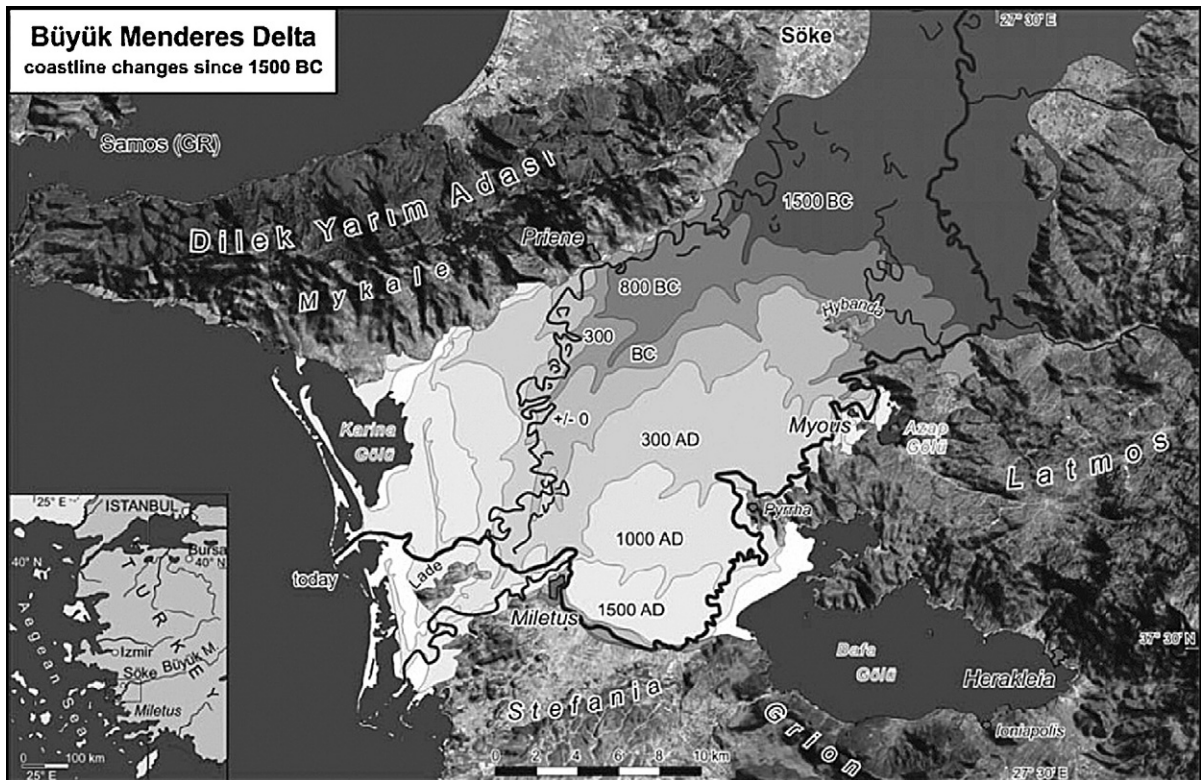 Büyük Menderes Delta
coastline changes since 1500 BC
Söke
27° 30' E
Samos (GR)
Dilek Yarım Adası
1500 BC
Priene
Mykale
800 BC
Hybanda
300
BC
+/- 0
Karina
Gölü
300 AD
Myous
Azap
Gölü
Latmos
Pyrrha
1000 AD
today
Lade
1500 AD
Miletus
37° 30' N
Bafa
Gölü
Herakleia
Stefania
Grion
Ioniapolis
0 2 4 6 8 10 km
27° 30' E
25° E
ISTANBUL
Bursa
40° N
40° N
TURKEY
Aegean Sea
Izmir
Söke
Büyük M.
Miletus
0 100 km
25° E